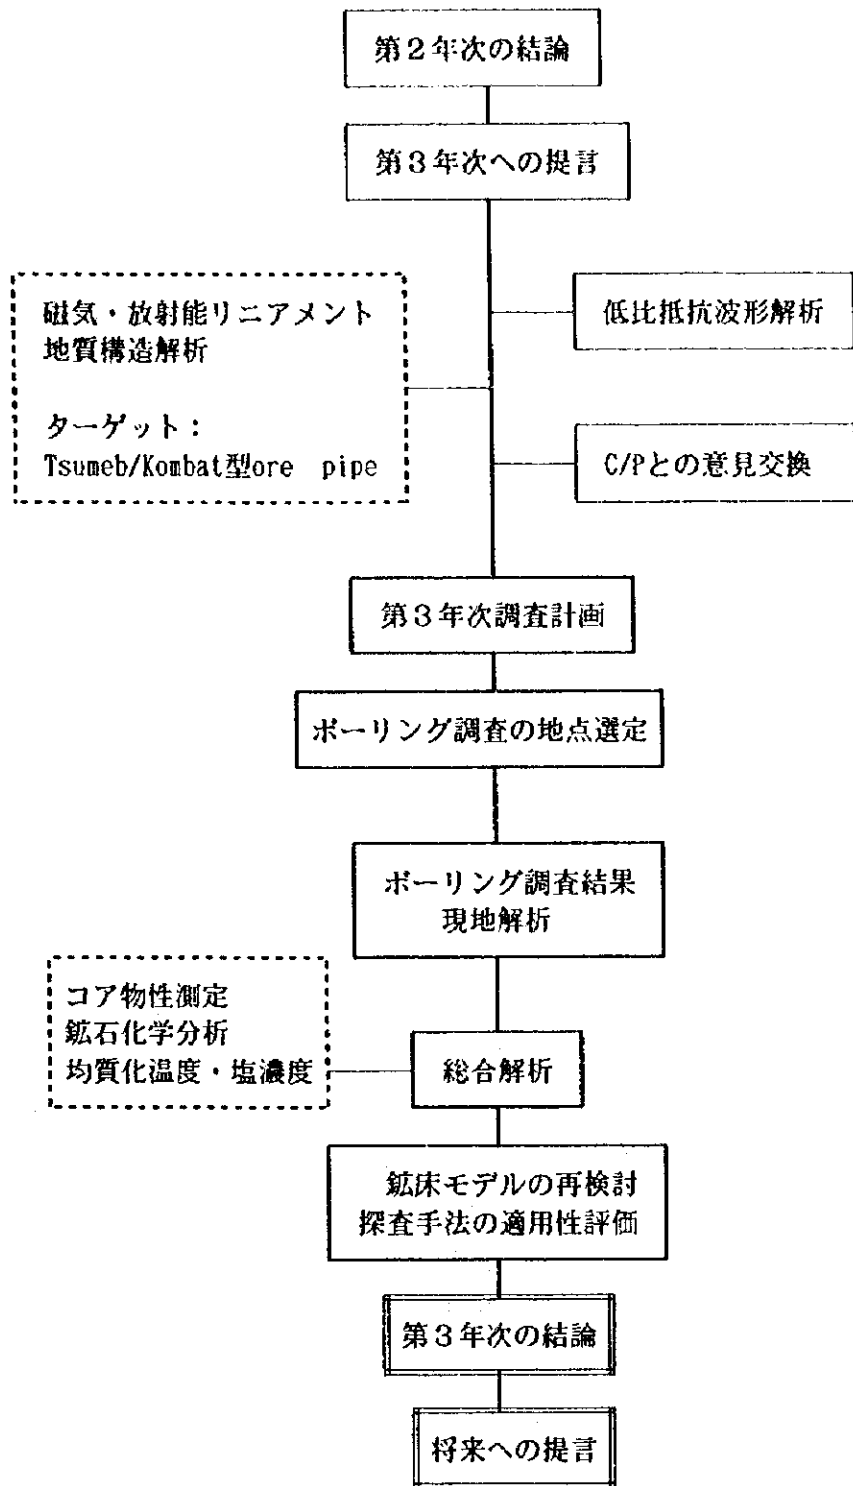 第2年次の結論
第3年次への提言
磁気・放射能リニアメント
地質構造解析
ターゲット：
Tsumeb/Kombat型ore pipe
低比抵抗波形解析
C/Pとの意見交換
第3年次調査計画
ボーリング調査の地点選定
ボーリング調査結果
現地解析
コア物性測定
鉱石化学分析
均質化温度・塩濃度
総合解析
鉱床モデルの再検討
探査手法の適用性評価
第3年次の結論
将来への提言